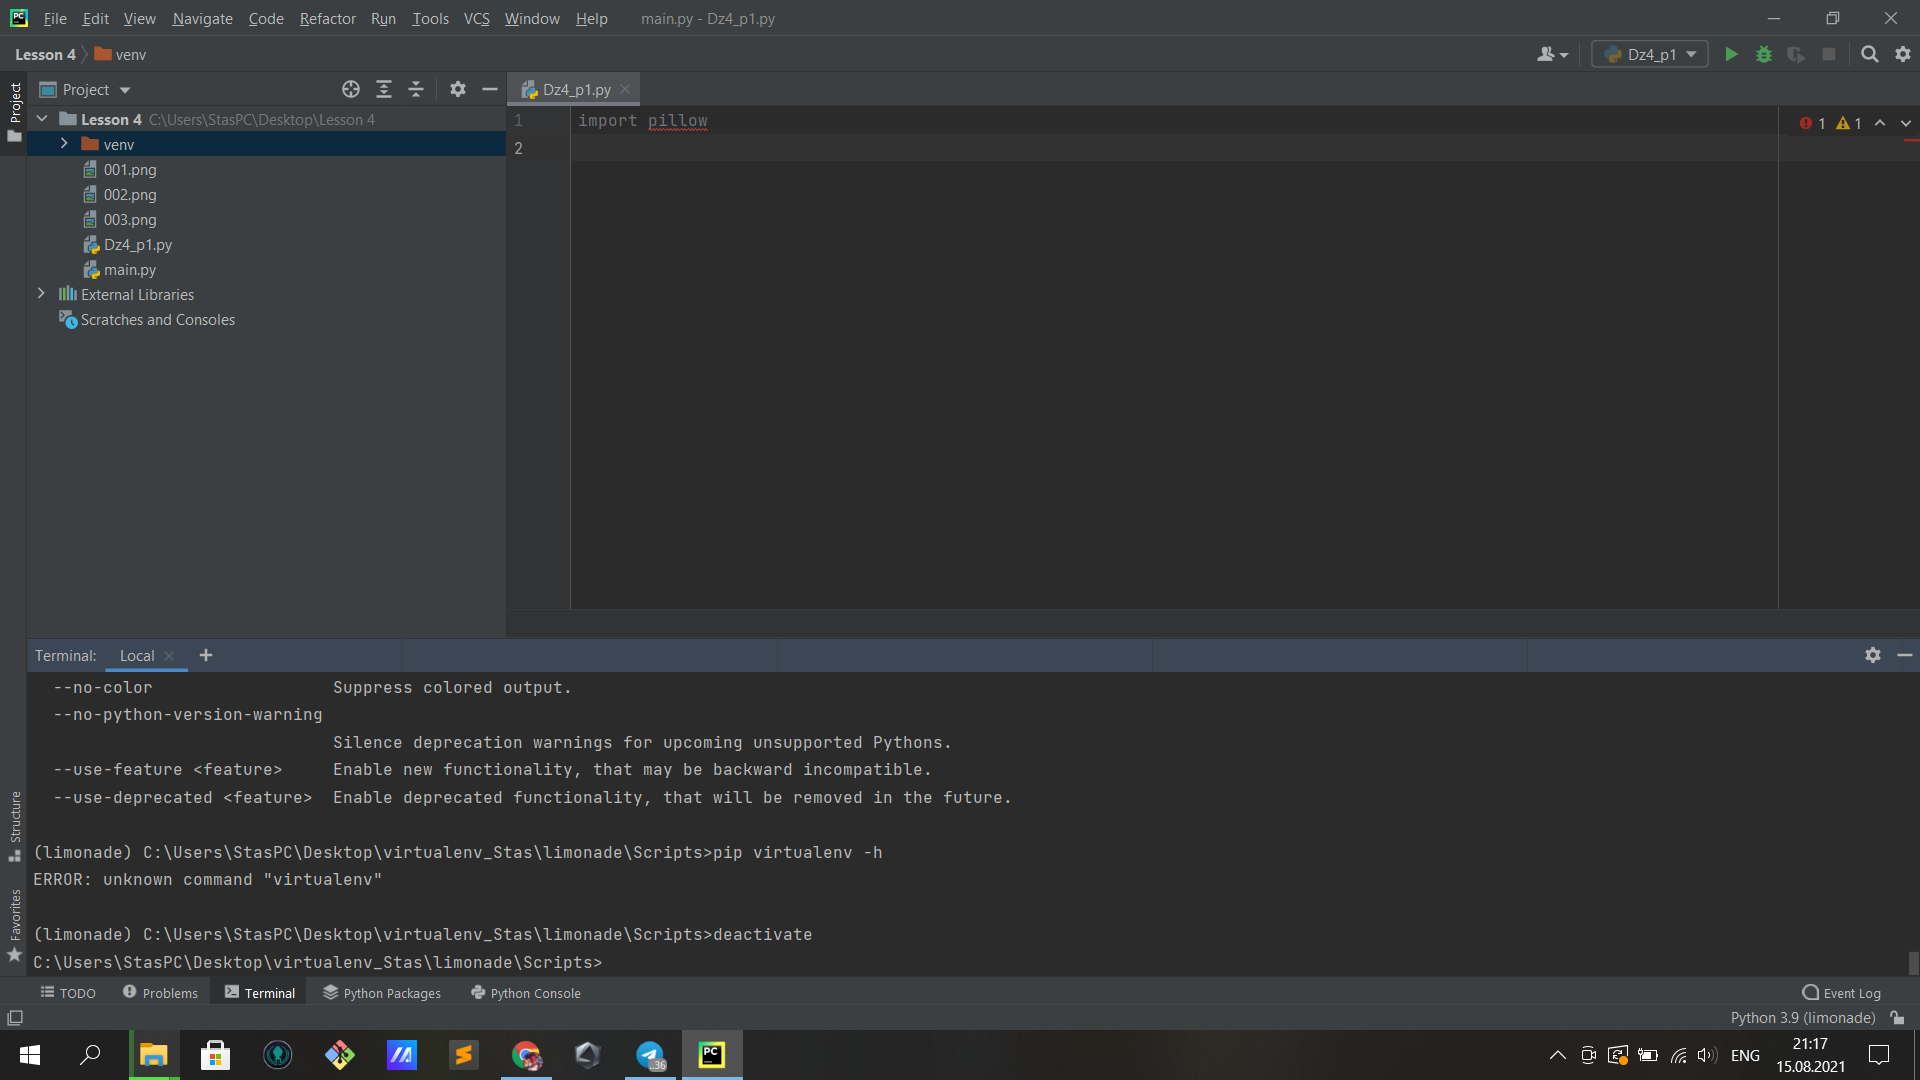 File Edit View Navigate Code Refactor Run Tools VCS Window Help main.py - Dz4_p1.py
Lesson 4 venv
Dz4_p1
Project
Project
Dz4_p1.py
Lesson 4 C:\Users\StasPC\Desktop\Lesson 4
venv
001.png
002.png
003.png
Dz4_p1.py
main.py
External Libraries
Scratches and Consoles
1 import pillow
2
1 1
Terminal: Local
--no-color Suppress colored output.
--no-python-version-warning
Silence deprecation warnings for upcoming unsupported Pythons.
--use-feature <feature> Enable new functionality, that may be backward incompatible.
--use-deprecated <feature> Enable deprecated functionality, that will be removed in the future.
(limonade) C:\Users\StasPC\Desktop\virtualenv_Stas\limonade\Scripts>pip virtualenv -h
ERROR: unknown command "virtualenv"
(limonade) C:\Users\StasPC\Desktop\virtualenv_Stas\limonade\Scripts>deactivate
C:\Users\StasPC\Desktop\virtualenv_Stas\limonade\Scripts>
Structure
Favorites
TODO Problems Terminal Python Packages Python Console Event Log
Python 3.9 (limonade)
PC
36
ENG
21:17
15.08.2021